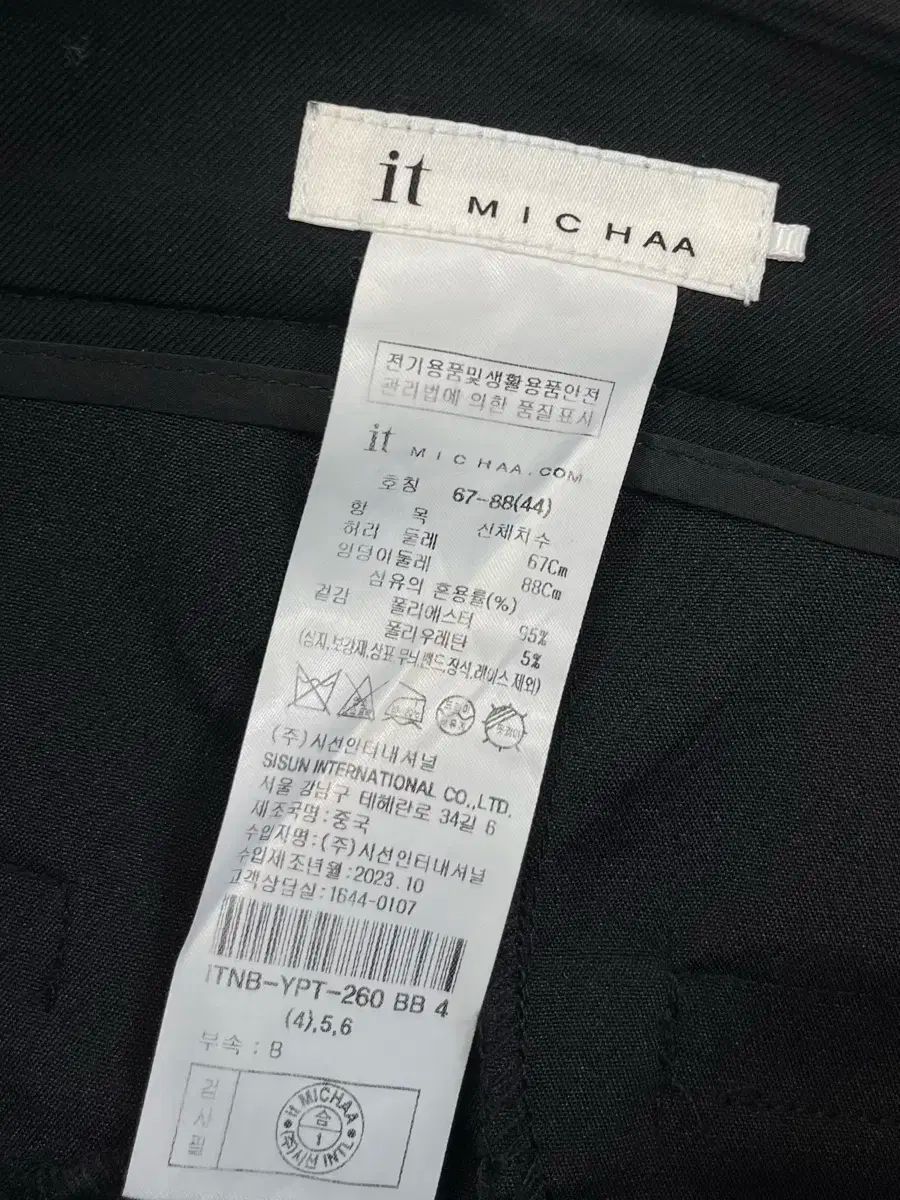 it MICHAA
전기용품및생활용품안전
관리법에 의한 품질표시
it MICHAA.COM
호칭 67-88(44)
항 목 신체치수
허리 둘레 67Cm
엉덩이둘레 88Cm
섬유의 혼용률(%)
겉감 폴리에스터 95%
폴리우레탄 5%
(심지,보강재,상표 무늬,밴드,장식,레이스 제외)
(주)시선인터내셔널
SISUN INTERNATIONAL CO.,LTD.
서울 강남구 테헤란로 34길 6
제조국명:중국
수입자명:(주)시선인터내셔널
수입제조년월:2023.10
고객상담실:1644-0107
ITNB-YPT-260 BB 4
(4),5,6
부속 : B
검사필
it MICHAA
숨
1
(주)시선 INTL